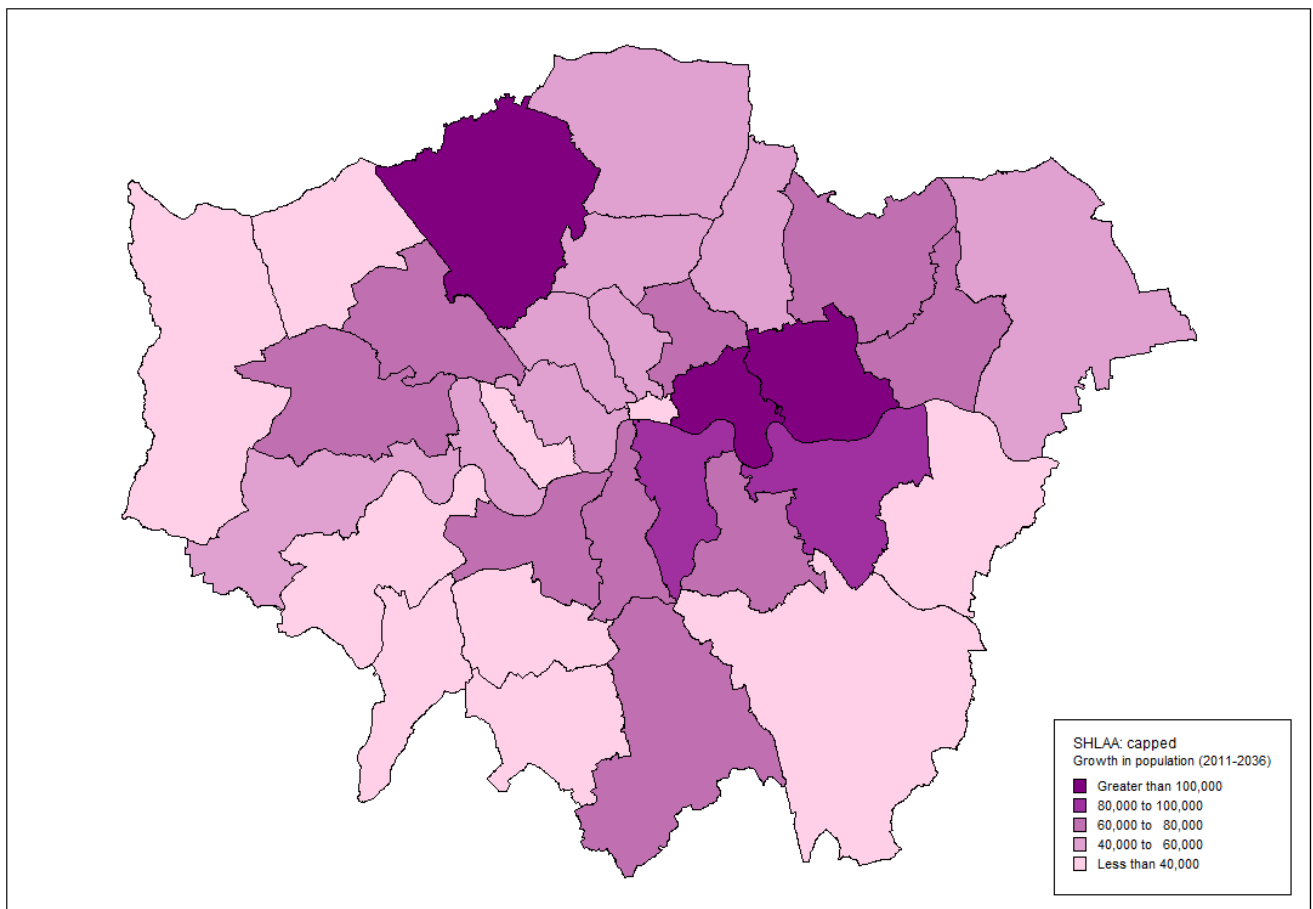 SHLAA: capped
Growth in population (2011-2036)
Greater than 100,000
80,000 to 100,000
60,000 to 80,000
40,000 to 60,000
Less than 40,000